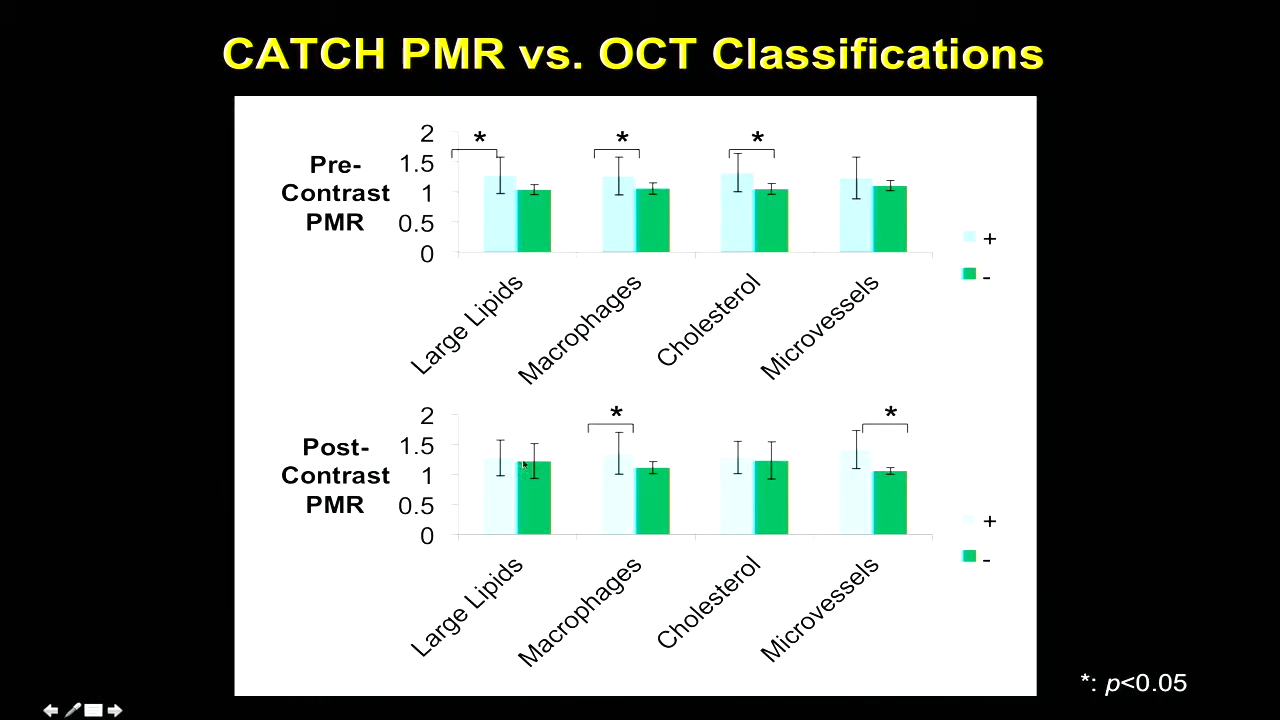 CATCH PMR vs. OCT Classifications
Pre-
Contrast
PMR
2
1.5
1
0.5
0
*
*
*
+
-
Large Lipids
Macrophages
Cholesterol
Microvessels
Post-
Contrast
PMR
2
1.5
1
0.5
0
*
*
+
-
Large Lipids
Macrophages
Cholesterol
Microvessels
*: p<0.05